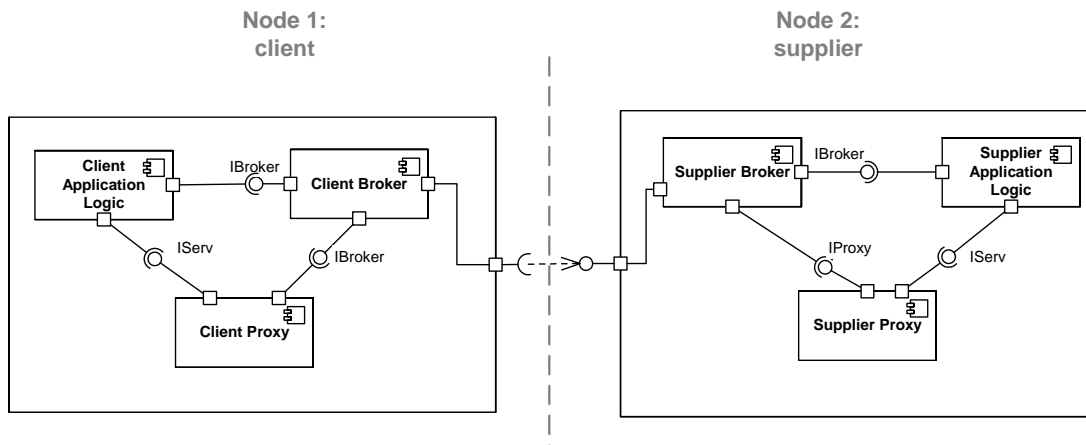 Node 1:
client
Node 2:
supplier
Client
Application
Logic
IBroker
Client Broker
IServ
IBroker
Client Proxy
Supplier Broker
IBroker
Supplier
Application
Logic
IProxy
IServ
Supplier Proxy